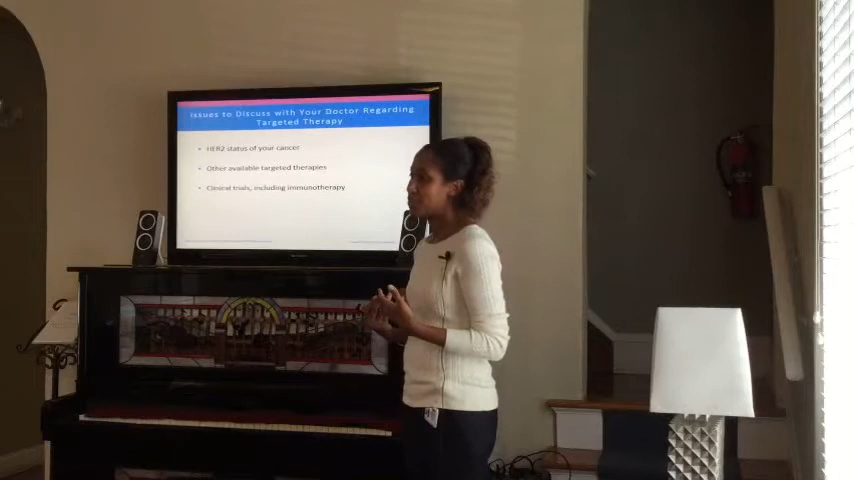 Issues to Discuss with Your Doctor Regarding
Targeted Therapy
• HER2 status of your cancer
• Other available targeted therapies
• Clinical trials, including immunotherapy